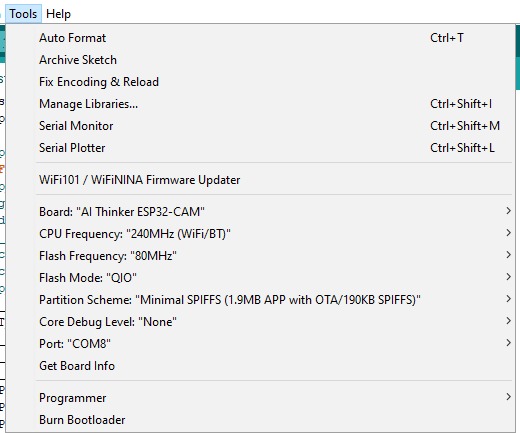 Tools Help
Auto Format Ctrl+T
Archive Sketch
Fix Encoding & Reload
Manage Libraries... Ctrl+Shift+I
Serial Monitor Ctrl+Shift+M
Serial Plotter Ctrl+Shift+L
WiFi101 / WiFiNINA Firmware Updater
Board: "AI Thinker ESP32-CAM"
CPU Frequency: "240MHz (WiFi/BT)"
Flash Frequency: "80MHz"
Flash Mode: "QIO"
Partition Scheme: "Minimal SPIFFS (1.9MB APP with OTA/190KB SPIFFS)"
Core Debug Level: "None"
Port: "COM8"
Get Board Info
Programmer
Burn Bootloader